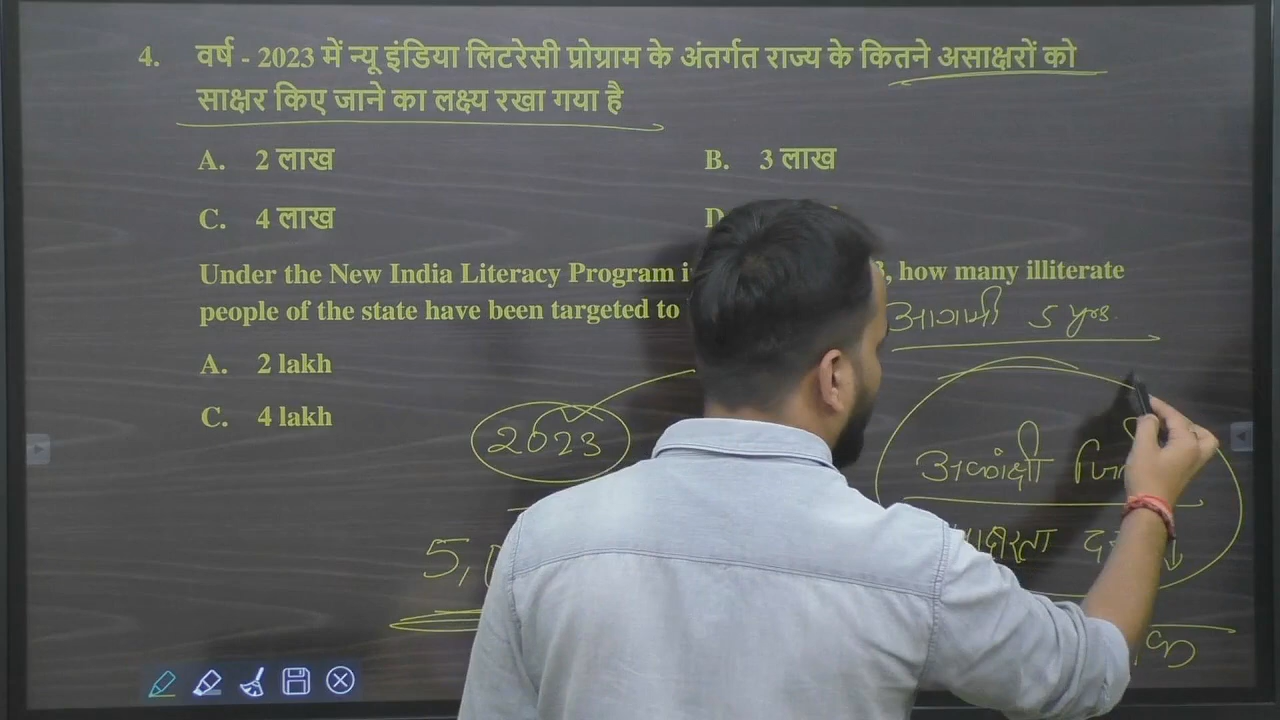 4. वर्ष - 2023 में न्यू इंडिया लिटरेसी प्रोग्राम के अंतर्गत राज्य के कितने असाक्षरों को
साक्षर किए जाने का लक्ष्य रखा गया है
A. 2 लाख B. 3 लाख
C. 4 लाख D
Under the New India Literacy Program , how many illiterate
people of the state have been targeted to
आगामी 5 yrs.
A. 2 lakh
C. 4 lakh
2023
अकांक्षी
5,